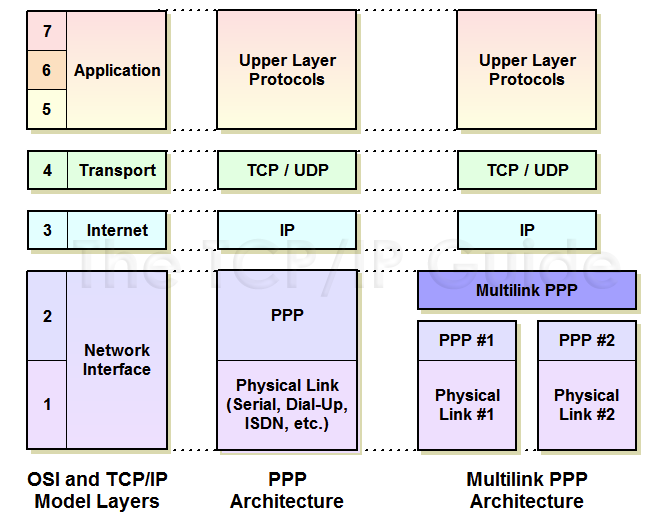 7
6
5
Application
Upper Layer
Protocols
Upper Layer
Protocols
4
Transport
TCP / UDP
TCP / UDP
3
Internet
IP
IP
The TCP/IP Guide
2
1
Network
Interface
PPP
Physical Link
(Serial, Dial-Up,
ISDN, etc.)
Multilink PPP
PPP #1
PPP #2
Physical
Link #1
Physical
Link #2
OSI and TCP/IP
Model Layers
PPP
Architecture
Multilink PPP
Architecture